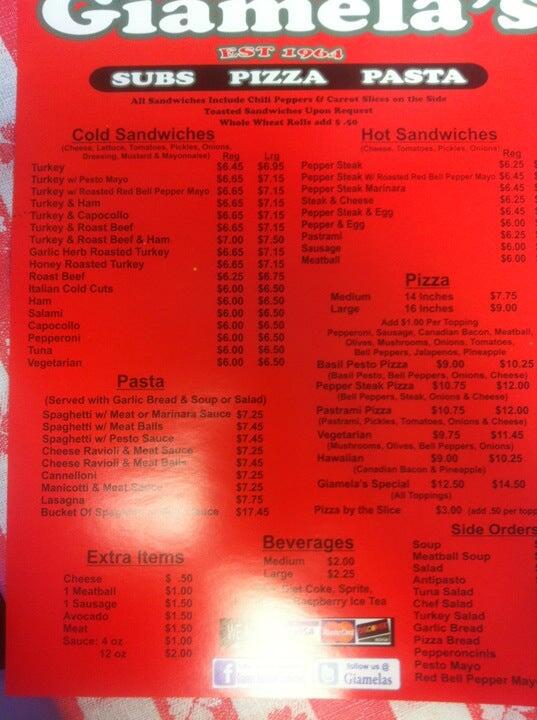 Giamela's
EST 1964
SUBS PIZZA PASTA
All Sandwiches Include Chili Peppers & Carrot Slices on the Side
Toasted Sandwiches Upon Request
Whole Wheat Rolls add $ .50
Cold Sandwiches
(Cheese, Lettuce, Tomatoes, Pickles, Onions,
Dressing, Mustard & Mayonnaise) Reg Lrg
Turkey $6.45 $6.95
Turkey w/ Pesto Mayo $6.65 $7.15
Turkey w/ Roasted Red Bell Pepper Mayo $6.65 $7.15
Turkey & Ham $6.65 $7.15
Turkey & Capocollo $6.65 $7.15
Turkey & Roast Beef $6.65 $7.15
Turkey & Roast Beef & Ham $7.00 $7.50
Garlic Herb Roasted Turkey $6.65 $7.15
Honey Roasted Turkey $6.65 $7.15
Roast Beef $6.25 $6.75
Italian Cold Cuts $6.00 $6.50
Ham $6.00 $6.50
Salami $6.00 $6.50
Capocollo $6.00 $6.50
Pepperoni $6.00 $6.50
Tuna $6.00 $6.50
Vegetarian $6.00 $6.50
Pasta
(Served with Garlic Bread & Soup or Salad)
Spaghetti w/ Meat or Marinara Sauce $7.25
Spaghetti w/ Meat Balls $7.45
Spaghetti w/ Pesto Sauce $7.45
Cheese Ravioli & Meat Sauce $7.25
Cheese Ravioli & Meat Balls $7.45
Cannelloni $7.25
Manicotti & Meat Sauce $7.25
Lasagna $7.75
Bucket Of Spaghetti Sauce $17.45
Extra Items
Cheese $ .50
1 Meatball $1.00
1 Sausage $1.50
Avocado $1.50
Meat $1.50
Sauce: 4 oz $1.00
12 oz $2.00
Hot Sandwiches
(Cheese, Tomatoes, Pickles, Onions) Reg
Pepper Steak $6.25
Pepper Steak W/ Roasted Red Bell Pepper Mayo $6.45
Pepper Steak Marinara $6.45
Steak & Cheese $6.25
Pepper Steak & Egg $6.45
Pepper & Egg $6.00
Pastrami $6.25
Sausage $6.00
Meatball $6.00
Pizza
Medium 14 Inches $7.75
Large 16 Inches $9.00
Add $1.00 Per Topping
Pepperoni, Sausage, Canadian Bacon, Meatball,
Olives, Mushrooms, Onions, Tomatoes,
Bell Peppers, Jalapenos, Pineapple
Basil Pesto Pizza $9.00 $10.25
(Basil Pesto, Bell Peppers, Onions, Cheese)
Pepper Steak Pizza $10.75 $12.00
(Bell Peppers, Steak, Onions & Cheese)
Pastrami Pizza $10.75 $12.00
(Pastrami, Pickles, Tomatoes, Onions & Cheese)
Vegetarian $9.75 $11.45
(Mushrooms, Olives, Bell Peppers, Onions)
Hawaiian $9.00 $10.25
(Canadian Bacon & Pineapple)
Giamela's Special $12.50 $14.50
(All Toppings)
Pizza by the Slice $3.00 (add .50 per topp
Beverages
Medium $2.00
Large $2.25
Diet Coke, Sprite,
Raspberry Ice Tea
Side Orders
Soup
Meatball Soup
Salad
Antipasto
Tuna Salad
Chef Salad
Turkey Salad
Garlic Bread
Pizza Bread
Pepperoncinis
Pesto Mayo
Red Bell Pepper May
WE VISA MasterCard
f
follow us @
Giamelas